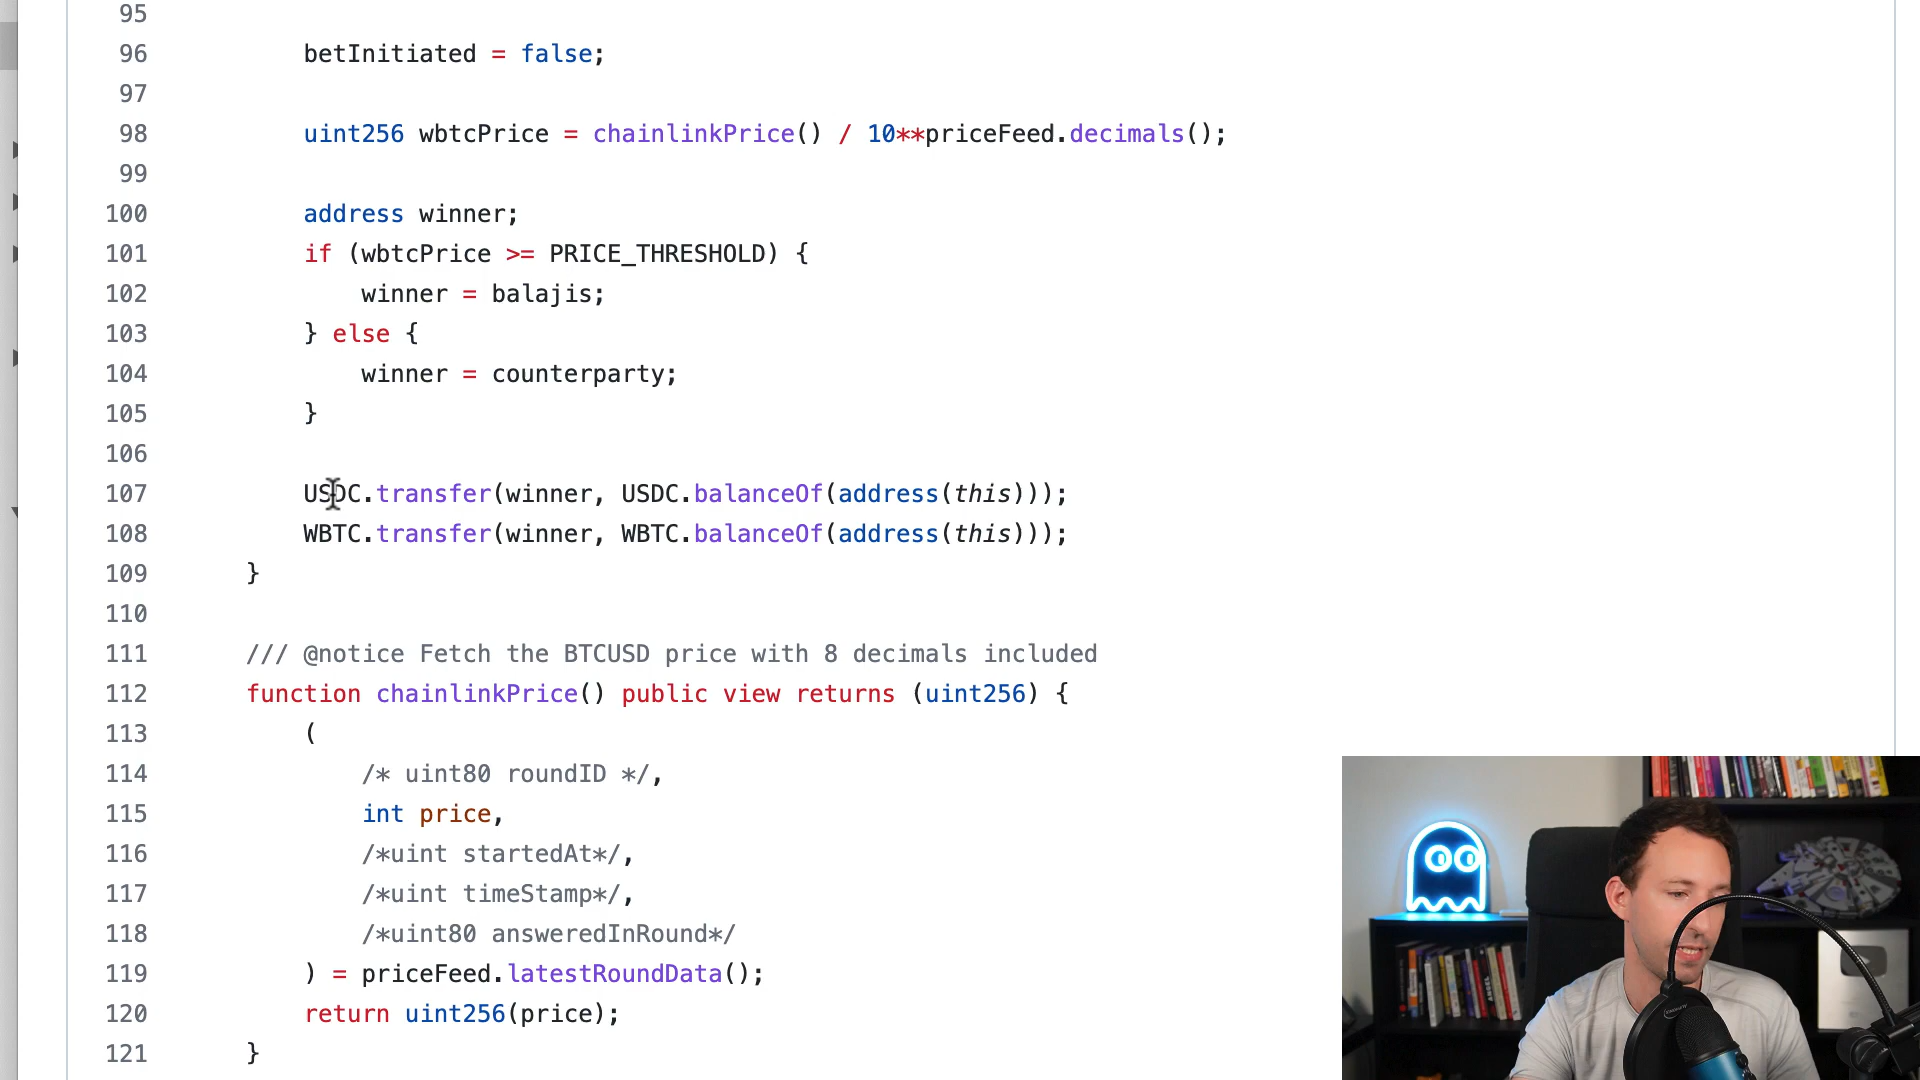 95
96 betInitiated = false;
97
98 uint256 wbtcPrice = chainlinkPrice() / 10**priceFeed.decimals();
99
100 address winner;
101 if (wbtcPrice >= PRICE_THRESHOLD) {
102 winner = balajis;
103 } else {
104 winner = counterparty;
105 }
106
107 USDC.transfer(winner, USDC.balanceOf(address(this)));
108 WBTC.transfer(winner, WBTC.balanceOf(address(this)));
109 }
110
111 /// @notice Fetch the BTCUSD price with 8 decimals included
112 function chainlinkPrice() public view returns (uint256) {
113 (
114 /* uint80 roundID */,
115 int price,
116 /*uint startedAt*/,
117 /*uint timeStamp*/,
118 /*uint80 answeredInRound*/
119 ) = priceFeed.latestRoundData();
120 return uint256(price);
121 }